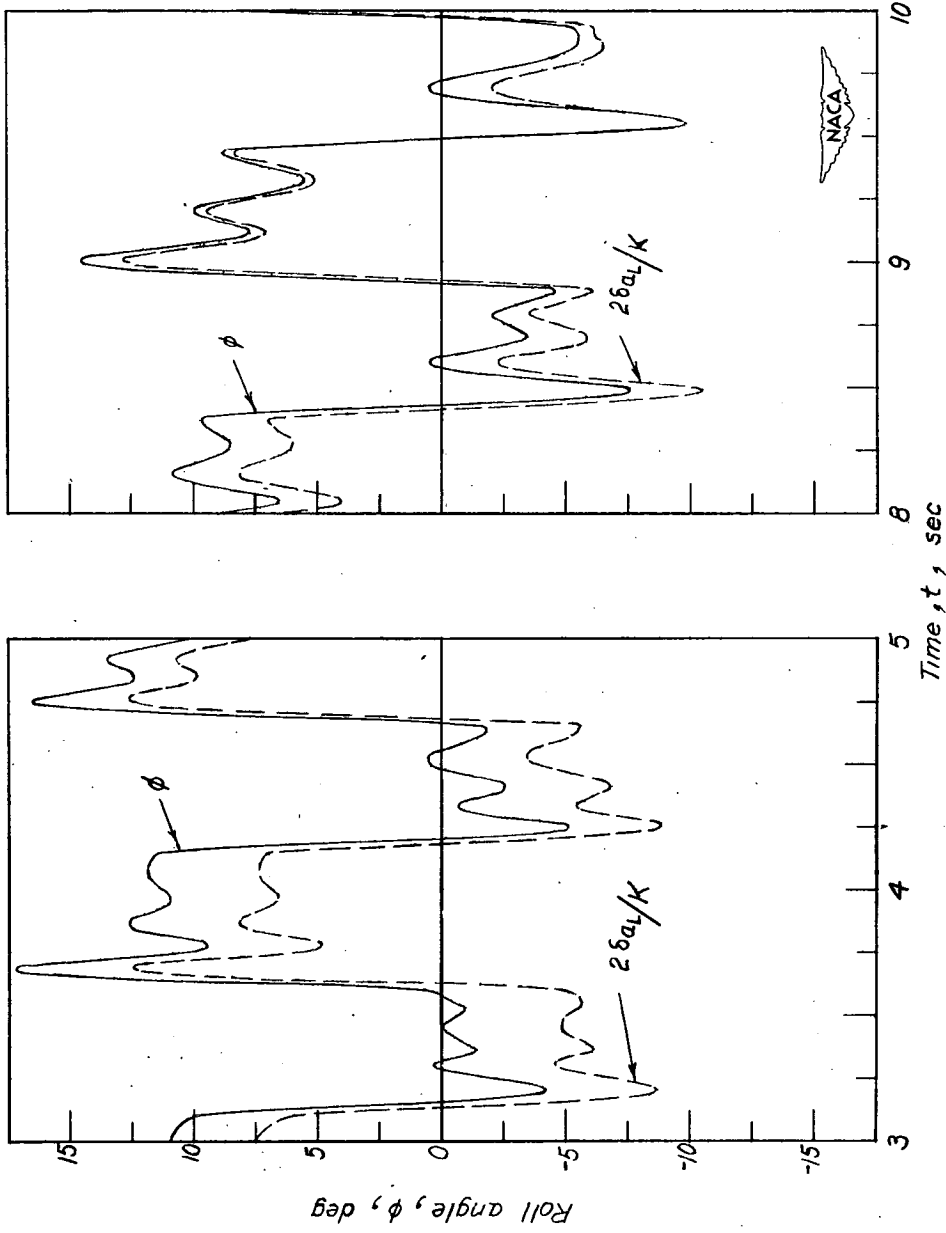 15
10
5
0
-5
-10
-15
Roll angle, φ, deg
φ
2δaL/K
φ
2δaL/K
NACA
3
4
5
8
9
10
Time, t, sec